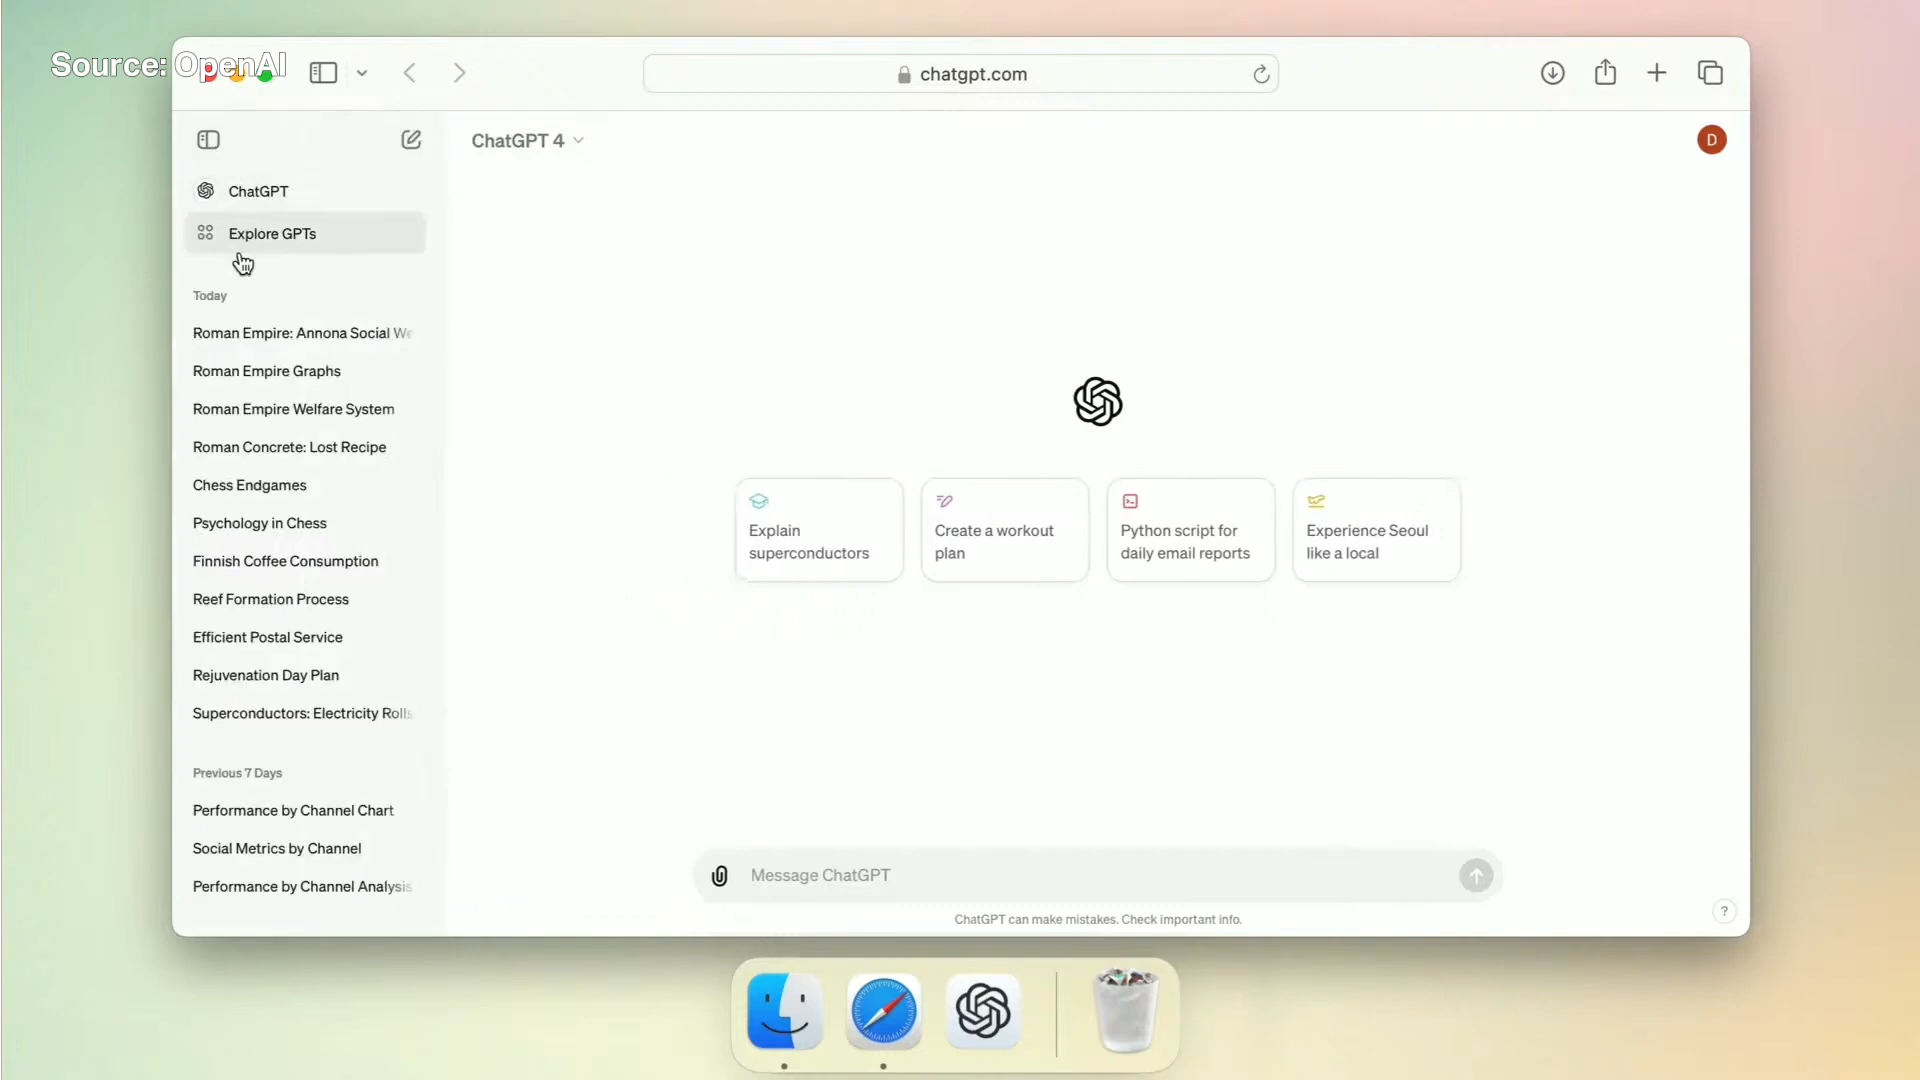 Source: OpenAI
chatgpt.com
ChatGPT 4
D
ChatGPT
Explore GPTs
Today
Roman Empire: Annona Social We
Roman Empire Graphs
Roman Empire Welfare System
Roman Concrete: Lost Recipe
Chess Endgames
Psychology in Chess
Finnish Coffee Consumption
Reef Formation Process
Efficient Postal Service
Rejuvenation Day Plan
Superconductors: Electricity Rolls
Previous 7 Days
Performance by Channel Chart
Social Metrics by Channel
Performance by Channel Analysis
Explain
superconductors
Create a workout
plan
Python script for
daily email reports
Experience Seoul
like a local
Message ChatGPT
ChatGPT can make mistakes. Check important info.
?